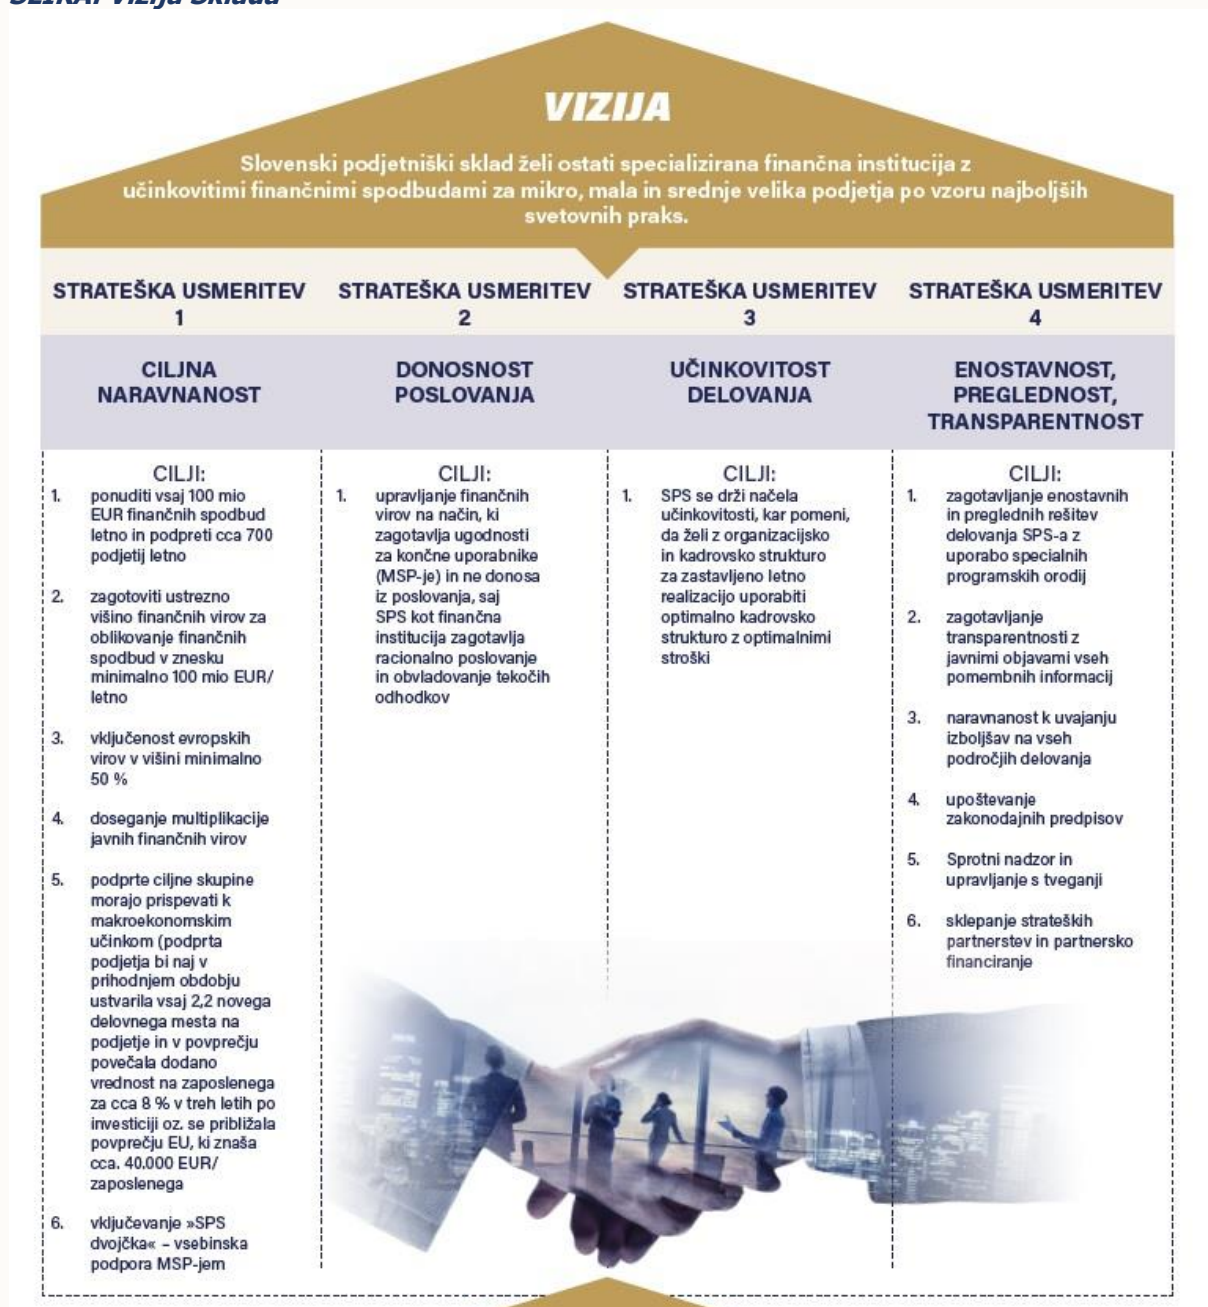 SLIKA: Vizija Sklada
VIZIJA
Slovenski podjetniški sklad želi ostati specializirana finančna institucija z
učinkovitimi finančnimi spodbudami za mikro, mala in srednje velika podjetja po vzoru najboljših
svetovnih praks.
STRATEŠKA USMERITEV
1
CILJNA
NARAVNANOST
CILJI:
1. ponuditi vsaj 100 mio
EUR finančnih spodbud
letno in podpreti cca 700
podjetij letno
2. zagotoviti ustrezno
višino finančnih virov za
oblikovanje finančnih
spodbud v znesku
minimalno 100 mio EUR/
letno
3. vključenost evropskih
virov v višini minimalno
50 %
4. doseganje multiplikacije
javnih finančnih virov
5. podprte ciljne skupine
morajo prispevati k
makroekonomskim
učinkom (podprta
podjetja bi naj v
prihodnjem obdobju
ustvarila vsaj 2,2 novega
delovnega mesta na
podjetje in v povprečju
povečala dodano
vrednost na zaposlenega
za cca 8 % v treh letih po
investiciji oz. se približala
povprečju EU, ki znaša
cca. 40.000 EUR/
zaposlenega
6. vključevanje »SPS
dvojčka« – vsebinska
podpora MSP-jem
STRATEŠKA USMERITEV
2
DONOSNOST
POSLOVANJA
CILJI:
1. upravljanje finančnih
virov na način, ki
zagotavlja ugodnosti
za končne uporabnike
(MSP-je) in ne donosa
iz poslovanja, saj
SPS kot finančna
institucija zagotavlja
racionalno poslovanje
in obvladovanje tekočih
odhodkov
STRATEŠKA USMERITEV
3
UČINKOVITOST
DELOVANJA
CILJI:
1. SPS se drži načela
učinkovitosti, kar pomeni,
da želi z organizacijsko
in kadrovsko strukturo
za zastavljeno letno
realizacijo uporabiti
optimalno kadrovsko
strukturo z optimalnimi
stroški
STRATEŠKA USMERITEV
4
ENOSTAVNOST,
PREGLEDNOST,
TRANSPARENTNOST
CILJI:
1. zagotavljanje enostavnih
in preglednih rešitev
delovanja SPS-a z
uporabo specialnih
programskih orodij
2. zagotavljanje
transparentnosti z
javnimi objavami vseh
pomembnih informacij
3. naravnanost k uvajanju
izboljšav na vseh
področjih delovanja
4. upoštevanje
zakonodajnih predpisov
5. Sprotni nadzor in
upravljanje s tveganji
6. sklepanje strateških
partnerstev in partnersko
financiranje